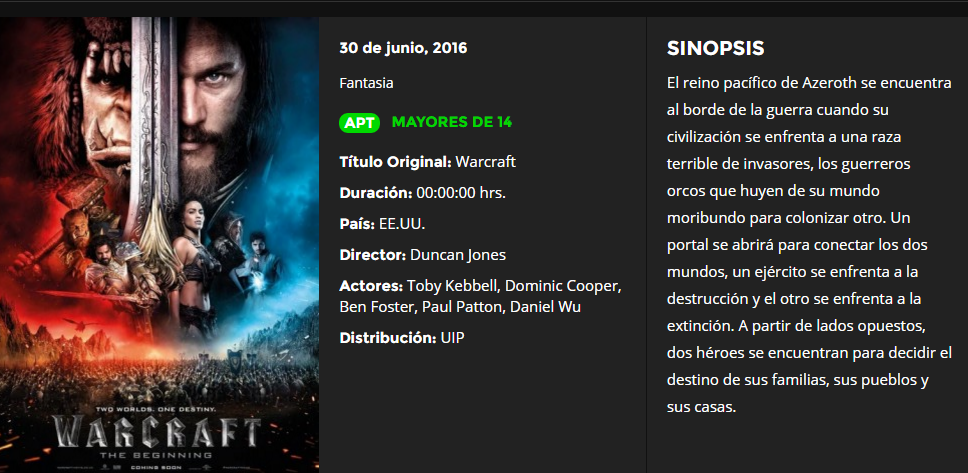 TWO WORLDS. ONE DESTINY.
WARCRAFT
THE BEGINNING
COMING SOON
30 de junio, 2016
Fantasia
APT MAYORES DE 14
Título Original: Warcraft
Duración: 00:00:00 hrs.
País: EE.UU.
Director: Duncan Jones
Actores: Toby Kebbell, Dominic Cooper,
Ben Foster, Paul Patton, Daniel Wu
Distribución: UIP
SINOPSIS
El reino pacífico de Azeroth se encuentra
al borde de la guerra cuando su
civilización se enfrenta a una raza
terrible de invasores, los guerreros
orcos que huyen de su mundo
moribundo para colonizar otro. Un
portal se abrirá para conectar los dos
mundos, un ejército se enfrenta a la
destrucción y el otro se enfrenta a la
extinción. A partir de lados opuestos,
dos héroes se encuentran para decidir el
destino de sus familias, sus pueblos y
sus casas.